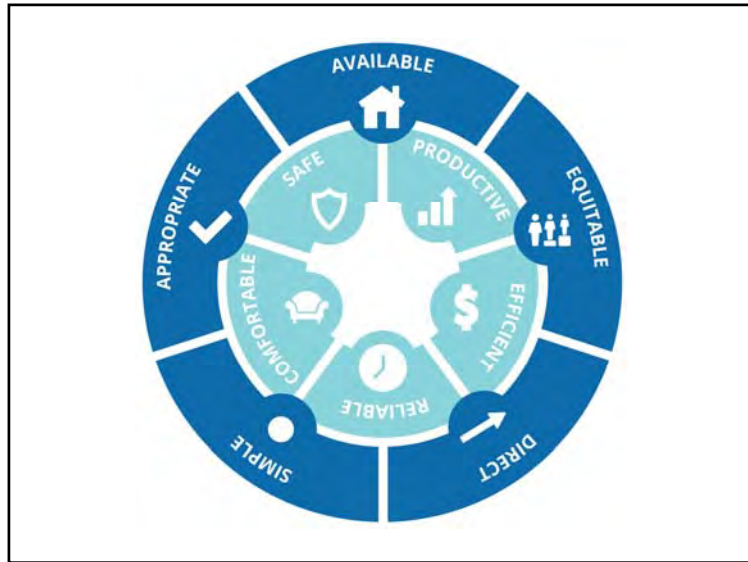 AVAILABLE
EQUITABLE
DIRECT
SIMPLE
APPROPRIATE
SAFE
PRODUCTIVE
EFFICIENT
$
RELIABLE
COMFORTABLE